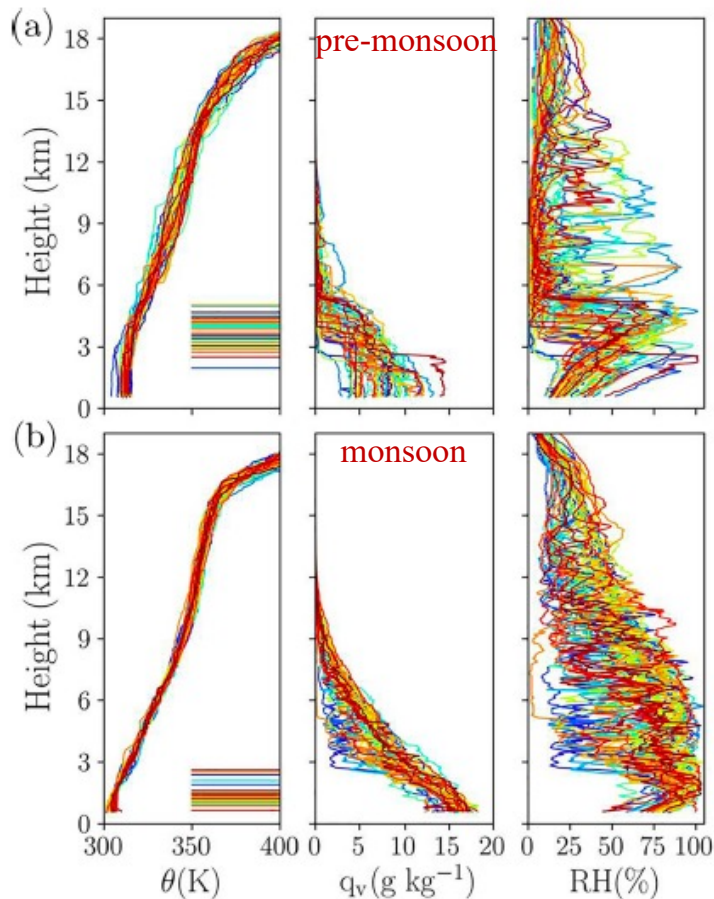 (a)
18
15
12
9
6
3
0
Height (km)
pre-monsoon
(b)
18
15
12
9
6
3
0
Height (km)
monsoon
300 350 400
θ(K)
0 5 10 15 20
qᵥ(g kg⁻¹)
0 25 50 75 100
RH(%)